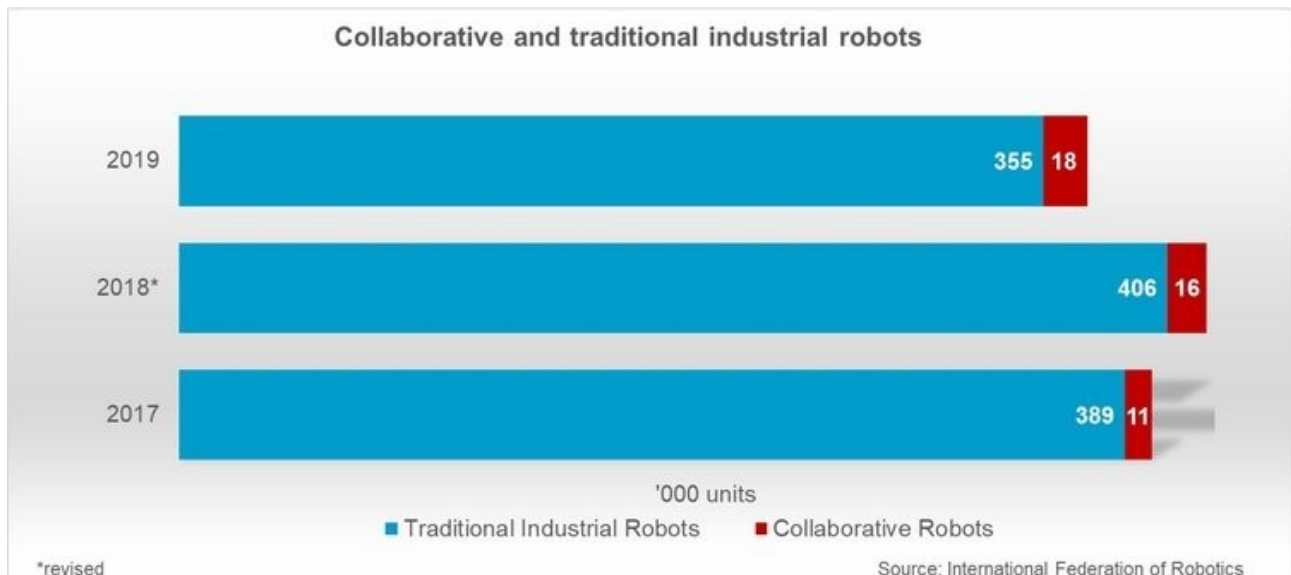 Collaborative and traditional industrial robots
2019 355 18
2018* 406 16
2017 389 11
'000 units
Traditional Industrial Robots Collaborative Robots
*revised Source: International Federation of Robotics